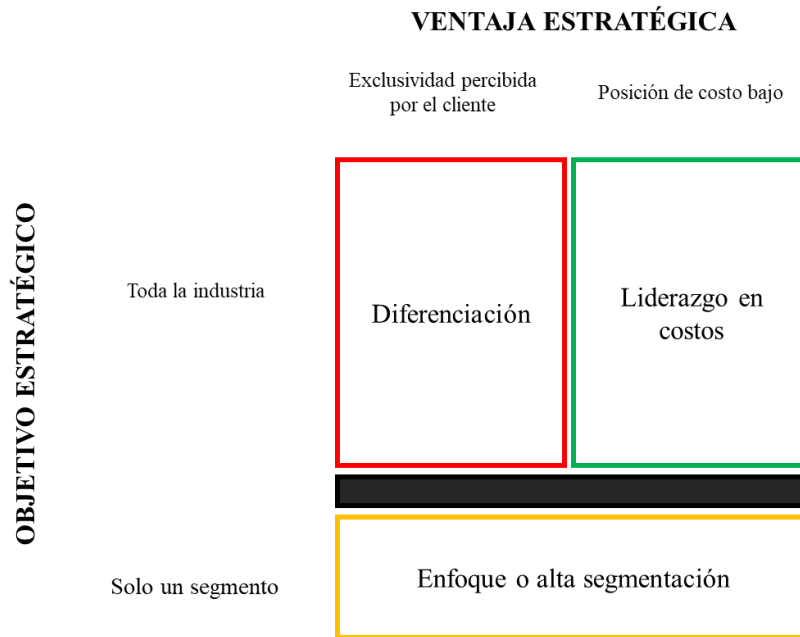 VENTAJA ESTRATÉGICA
Exclusividad percibida
por el cliente
Posición de costo bajo
OBJETIVO ESTRATÉGICO
Toda la industria
Diferenciación
Liderazgo en
costos
Solo un segmento
Enfoque o alta segmentación